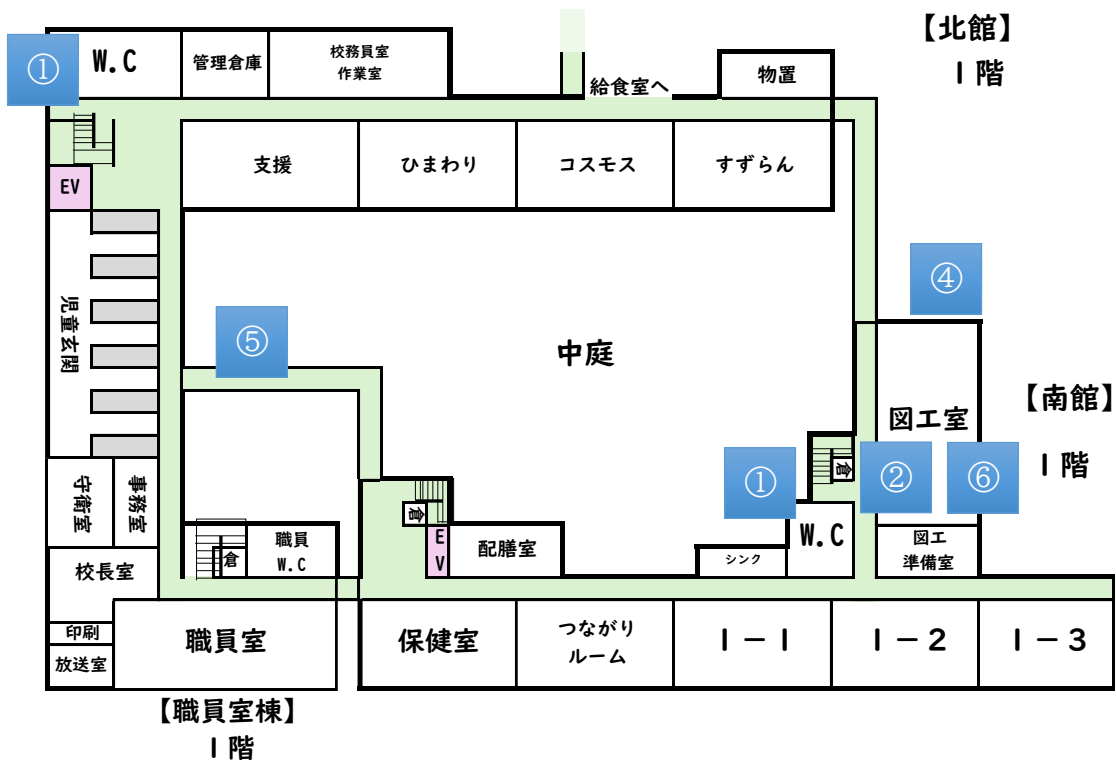 【北館】
1階
①
W.C
管理倉庫
校務員室
作業室
給食室へ
物置
支援
ひまわり
コスモス
すずらん
EV
児童玄関
④
⑤
中庭
【南館】
1階
図工室
倉
①
②
⑥
守衛室
事務室
倉
EV
配膳室
シンク
W.C
図工
準備室
倉
職員
W.C
校長室
印刷
放送室
職員室
保健室
つながり
ルーム
1-1
1-2
1-3
【職員室棟】
1階